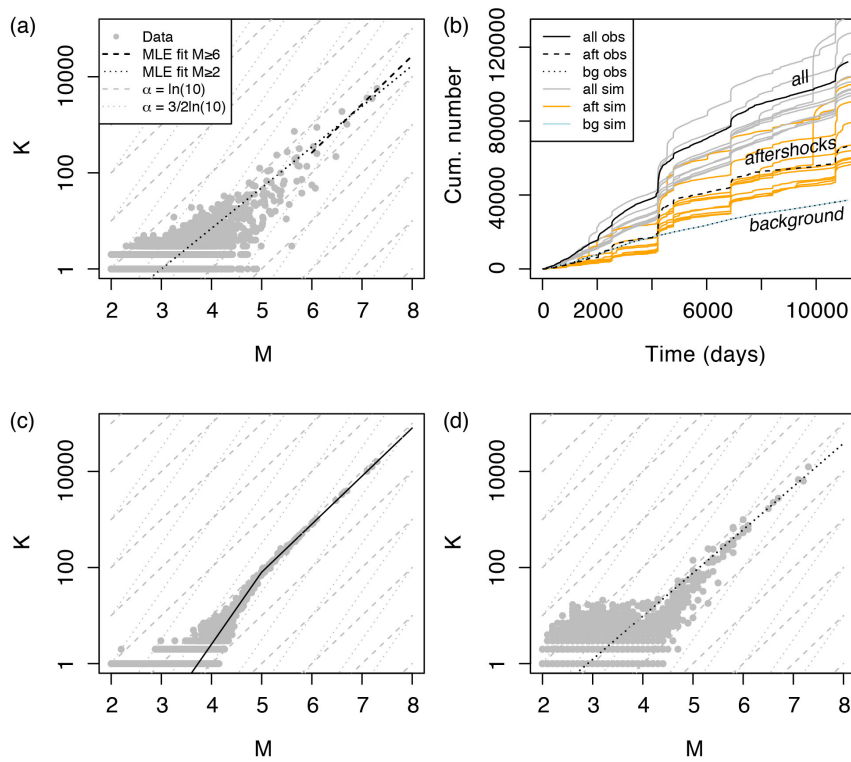 (a)
Data
MLE fit M≥6
MLE fit M≥2
α = ln(10)
α = 3/2ln(10)
K
10000
100
1
2 3 4 5 6 7 8
M
(b)
all obs
aft obs
bg obs
all sim
aft sim
bg sim
all
aftershocks
background
Cum. number
120000
80000
40000
0
0 2000 6000 10000
Time (days)
(c)
K
10000
100
1
2 3 4 5 6 7 8
M
(d)
K
10000
100
1
2 3 4 5 6 7 8
M